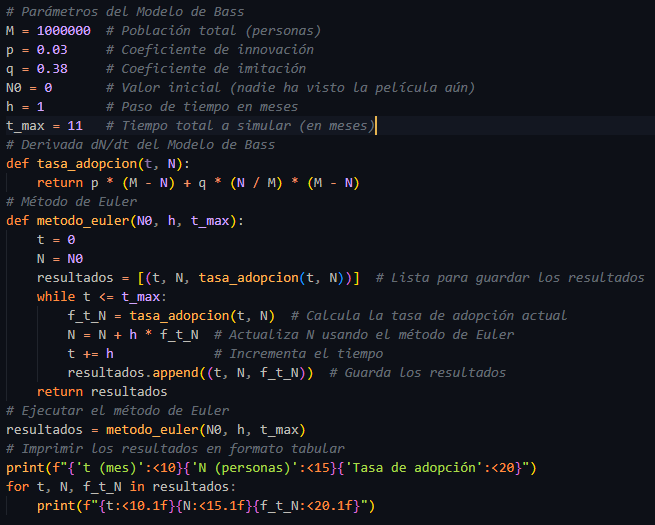 # Parámetros del Modelo de Bass
M = 1000000  # Población total (personas)
p = 0.03     # Coeficiente de innovación
q = 0.38     # Coeficiente de imitación
N0 = 0       # Valor inicial (nadie ha visto la película aún)
h = 1        # Paso de tiempo en meses
t_max = 11   # Tiempo total a simular (en meses)
# Derivada dN/dt del Modelo de Bass
def tasa_adopcion(t, N):
    return p * (M - N) + q * (N / M) * (M - N)
# Método de Euler
def metodo_euler(N0, h, t_max):
    t = 0
    N = N0
    resultados = [(t, N, tasa_adopcion(t, N))]  # Lista para guardar los resultados
    while t <= t_max:
        f_t_N = tasa_adopcion(t, N)  # Calcula la tasa de adopción actual
        N = N + h * f_t_N  # Actualiza N usando el método de Euler
        t += h             # Incrementa el tiempo
        resultados.append((t, N, f_t_N))  # Guarda los resultados
    return resultados
# Ejecutar el método de Euler
resultados = metodo_euler(N0, h, t_max)
# Imprimir los resultados en formato tabular
print(f"{'t (mes)':<10}{'N (personas)':<15}{'Tasa de adopción':<20}")
for t, N, f_t_N in resultados:
    print(f"{t:<10.1f}{N:<15.1f}{f_t_N:<20.1f}")